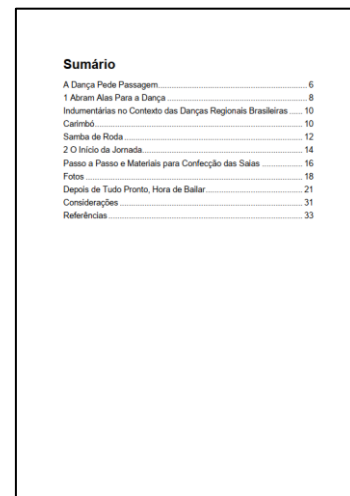 Sumário
A Dança Pede Passagem 6
1 Abram Alas Para a Dança 8
Indumentárias no Contexto das Danças Regionais Brasileiras 10
Carimbó 10
Samba de Roda 12
2 O Início da Jornada 14
Passo a Passo e Materiais para Confecção das Saias 16
Fotos 18
Depois de Tudo Pronto, Hora de Bailar 21
Considerações 31
Referências 33